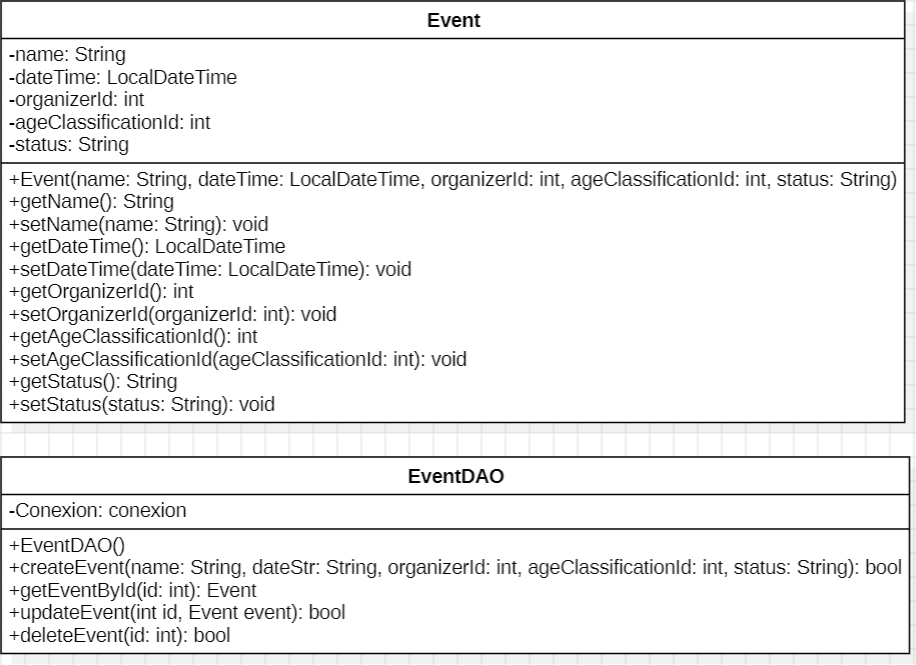 Event
-name: String
-dateTime: LocalDateTime
-organizerId: int
-ageClassificationId: int
-status: String
+Event(name: String, dateTime: LocalDateTime, organizerId: int, ageClassificationId: int, status: String)
+getName(): String
+setName(name: String): void
+getDateTime(): LocalDateTime
+setDateTime(dateTime: LocalDateTime): void
+getOrganizerId(): int
+setOrganizerId(organizerId: int): void
+getAgeClassificationId(): int
+setAgeClassificationId(ageClassificationId: int): void
+getStatus(): String
+setStatus(status: String): void
EventDAO
-Conexion: conexion
+EventDAO()
+createEvent(name: String, dateStr: String, organizerId: int, ageClassificationId: int, status: String): bool
+getEventById(id: int): Event
+updateEvent(int id, Event event): bool
+deleteEvent(id: int): bool